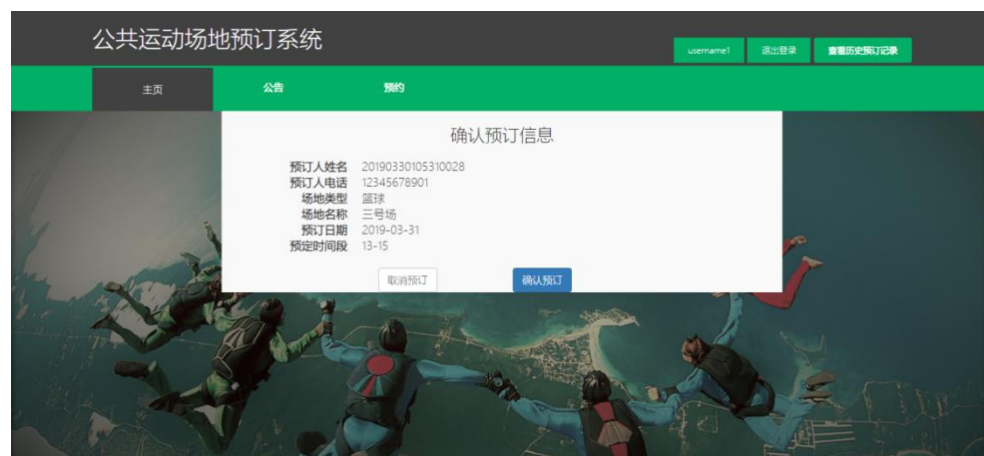 公共运动场地预订系统
username1 退出登录 查看历史预订记录
主页 公告 预约
确认预订信息
预订人姓名 20190330105310028
预订人电话 12345678901
场地类型 篮球
场地名称 三号场
预订日期 2019-03-31
预定时间段 13-15
取消预订 确认预订